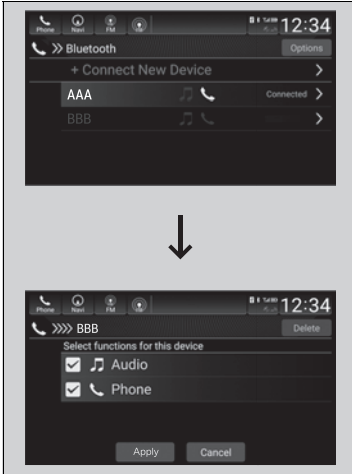 Phone Navi FM
12:34
Bluetooth
Options
+ Connect New Device
AAA
Connected
BBB
Phone Navi FM
12:34
BBB
Delete
Select functions for this device
Audio
Phone
Apply
Cancel